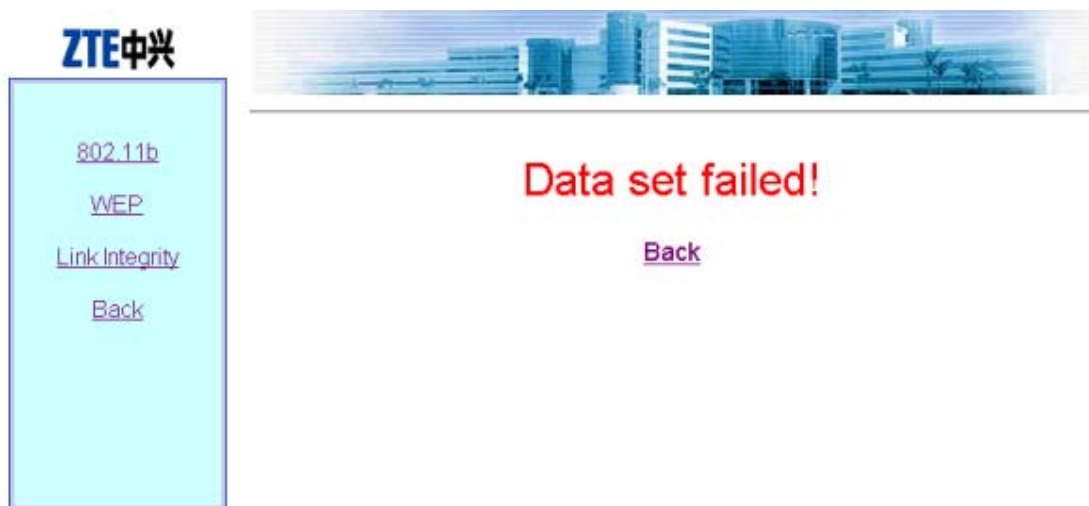 ZTE中兴
802.11b
WEP
Link Integrity
Back
Data set failed!
Back